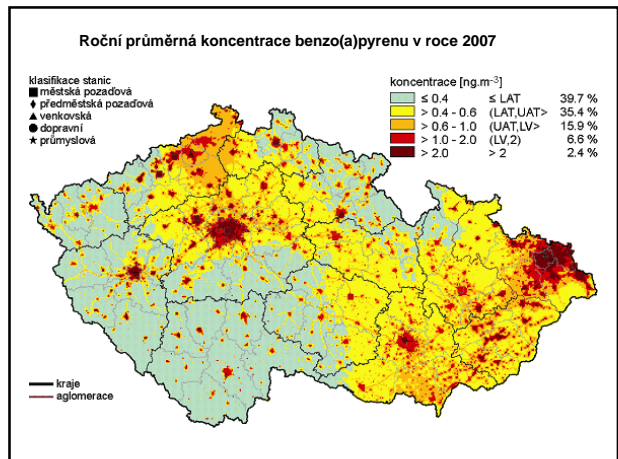 Roční průměrná koncentrace benzo(a)pyrenu v roce 2007
klasifikace stanic
městská pozaďová
předměstská pozaďová
venkovská
dopravní
průmyslová
koncentrace [ng.m⁻³]
≤ 0.4 ≤ LAT 39.7 %
> 0.4 - 0.6 (LAT,UAT> 35.4 %
> 0.6 - 1.0 (UAT,LV> 15.9 %
> 1.0 - 2.0 (LV,2) 6.6 %
> 2.0 > 2 2.4 %
kraje
aglomerace